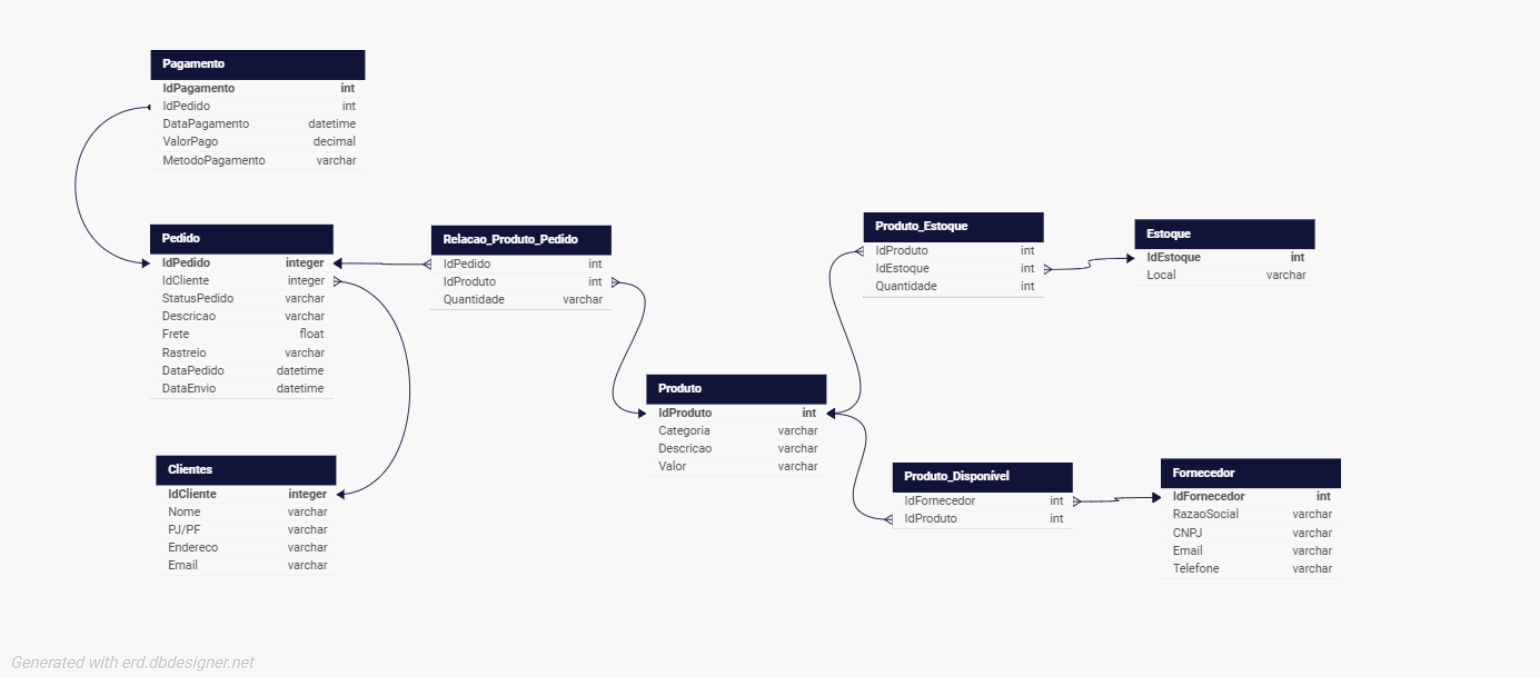 Pagamento
IdPagamento int
IdPedido int
DataPagamento datetime
ValorPago decimal
MetodoPagamento varchar
Pedido
IdPedido integer
IdCliente integer
StatusPedido varchar
Descricao varchar
Frete float
Rastreio varchar
DataPedido datetime
DataEnvio datetime
Clientes
IdCliente integer
Nome varchar
PJ/PF varchar
Endereco varchar
Email varchar
Relacao_Produto_Pedido
IdPedido int
IdProduto int
Quantidade varchar
Produto
IdProduto int
Categoria varchar
Descricao varchar
Valor varchar
Produto_Estoque
IdProduto int
IdEstoque int
Quantidade int
Estoque
IdEstoque int
Local varchar
Produto_Disponível
IdFornecedor int
IdProduto int
Fornecedor
IdFornecedor int
RazaoSocial varchar
CNPJ varchar
Email varchar
Telefone varchar
Generated with erd.dbdesigner.net